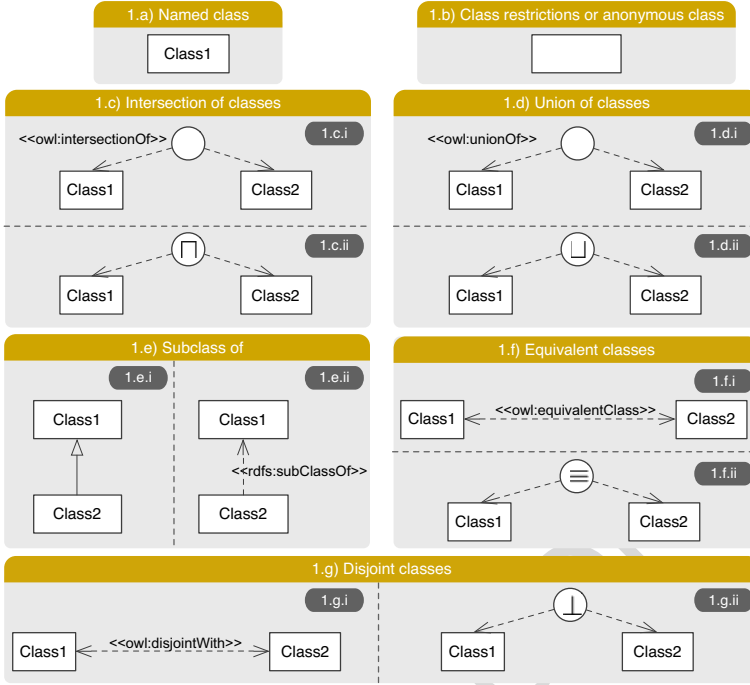 1.a) Named class
Class1
1.b) Class restrictions or anonymous class
1.c) Intersection of classes
1.c.i
<<owl:intersectionOf>>
Class1
Class2
1.c.ii
⊓
Class1
Class2
1.d) Union of classes
1.d.i
<<owl:unionOf>>
Class1
Class2
1.d.ii
⊔
Class1
Class2
1.e) Subclass of
1.e.i
Class1
Class2
1.e.ii
Class1
<<rdfs:subClassOf>>
Class2
1.f) Equivalent classes
1.f.i
<<owl:equivalentClass>>
Class1
Class2
1.f.ii
≡
Class1
Class2
1.g) Disjoint classes
1.g.i
<<owl:disjointWith>>
Class1
Class2
1.g.ii
⊥
Class1
Class2